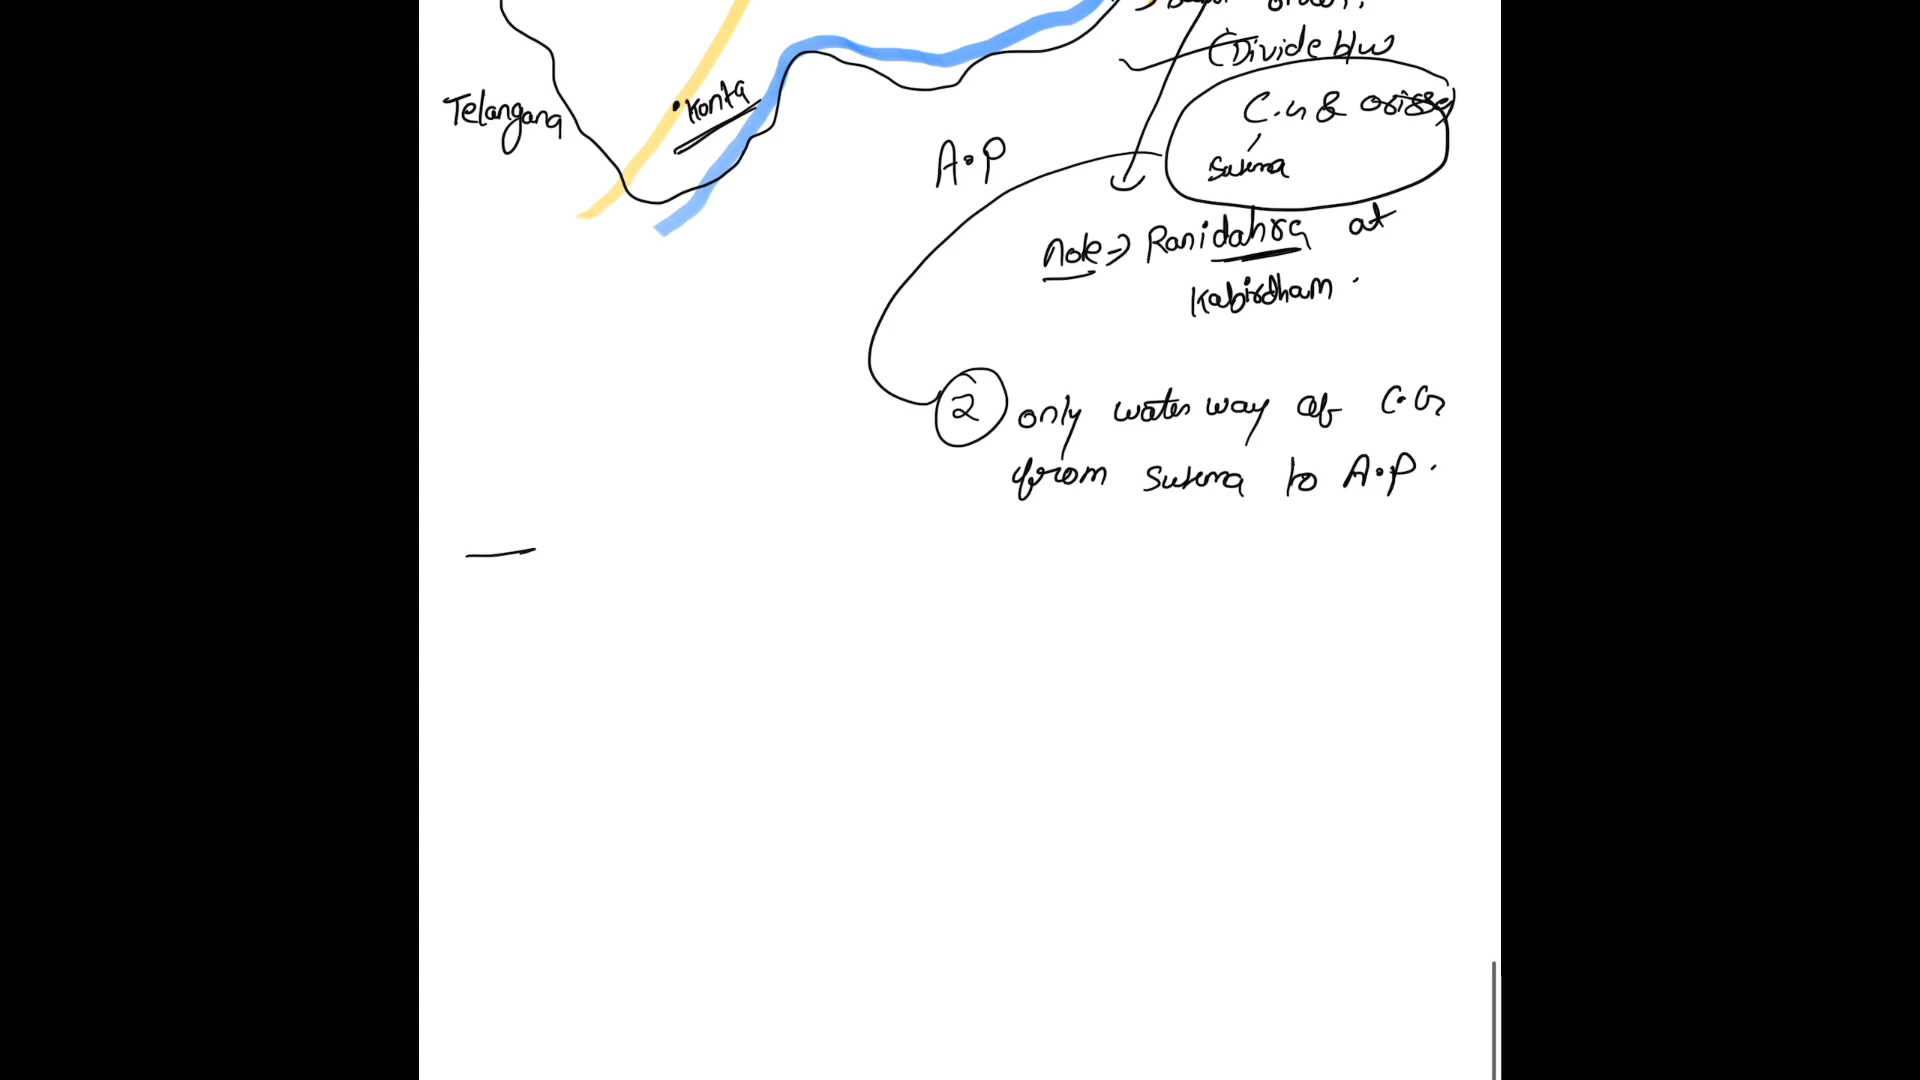 (Divide b/w
C.G & orissa
Sukma
Telangana
Konta
A.P
Note => Ranidahra at
Kabirdham.
2 only water way of C.G
from Sukma to A.P.